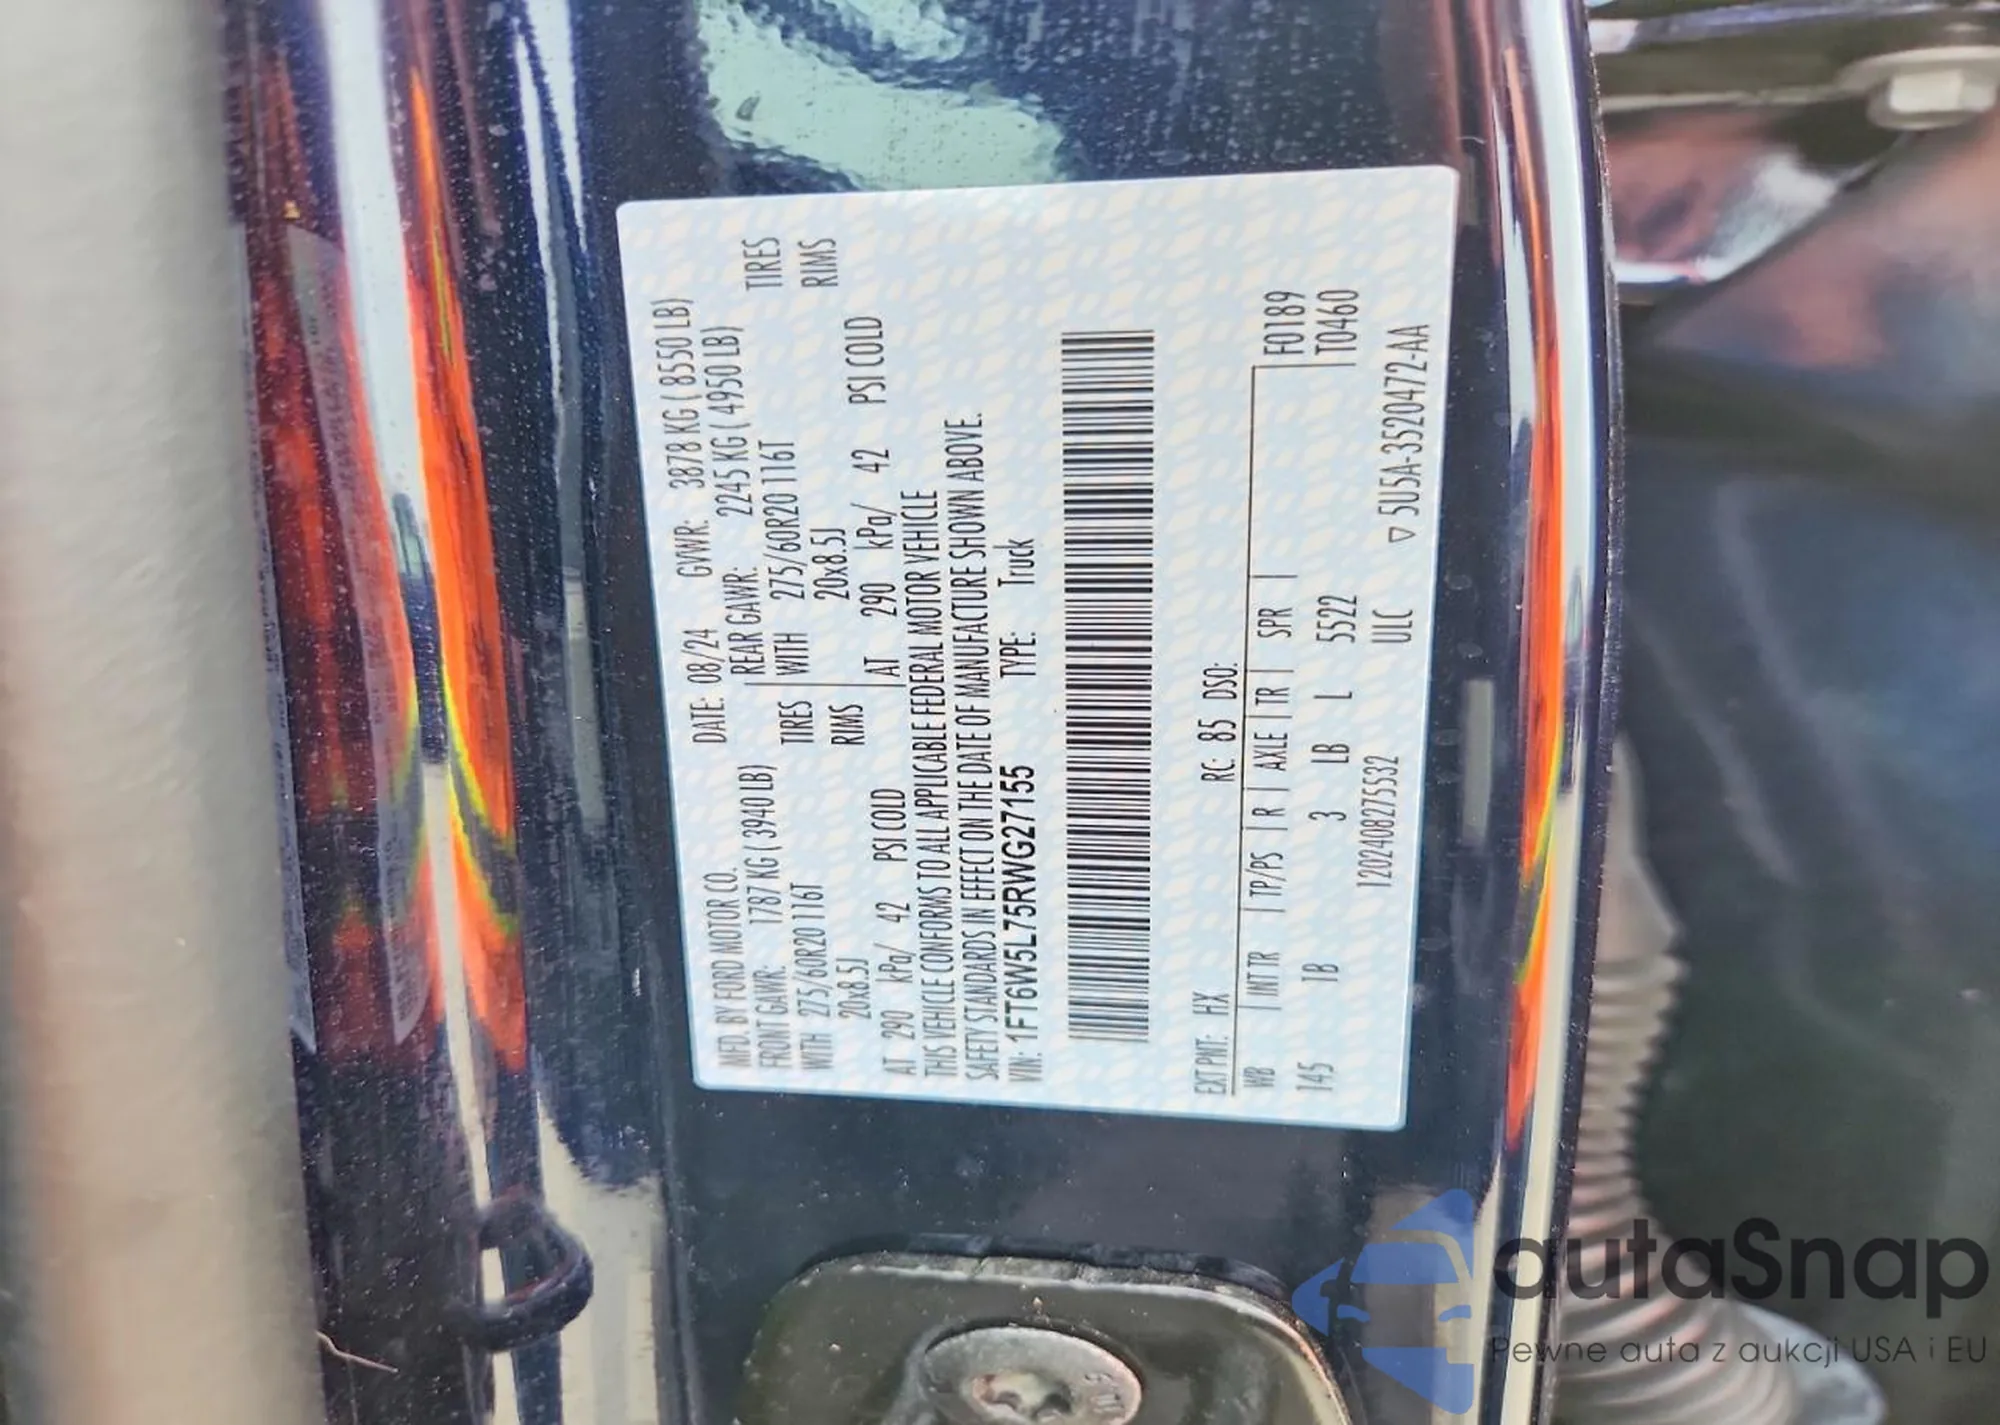 MFD. BY FORD MOTOR CO. DATE: 08/24 GVWR: 3878 KG ( 8550 LB)
FRONT GAWR: 1787 KG ( 3940 LB) REAR GAWR: 2245 KG ( 4950 LB)
WITH 275/60R20 116T TIRES WITH 275/60R20 116T TIRES
20x8.5J RIMS 20x8.5J RIMS
AT 290 kPa/ 42 PSI COLD AT 290 kPa/ 42 PSI COLD
THIS VEHICLE CONFORMS TO ALL APPLICABLE FEDERAL MOTOR VEHICLE
SAFETY STANDARDS IN EFFECT ON THE DATE OF MANUFACTURE SHOWN ABOVE.
VIN: 1FT6W5L75RWG27155 TYPE: Truck
EXT PNT: HX RC: 85 DSO:
WB | INT TR | TP/PS | R | AXLE | TR | SPR | F0189
145 1B 3 LB L 5522 T0460
1202408275532 ULC ▽ 5U5A-3520472-AA
autaSnap
Pewne auta z aukcji USA i EU